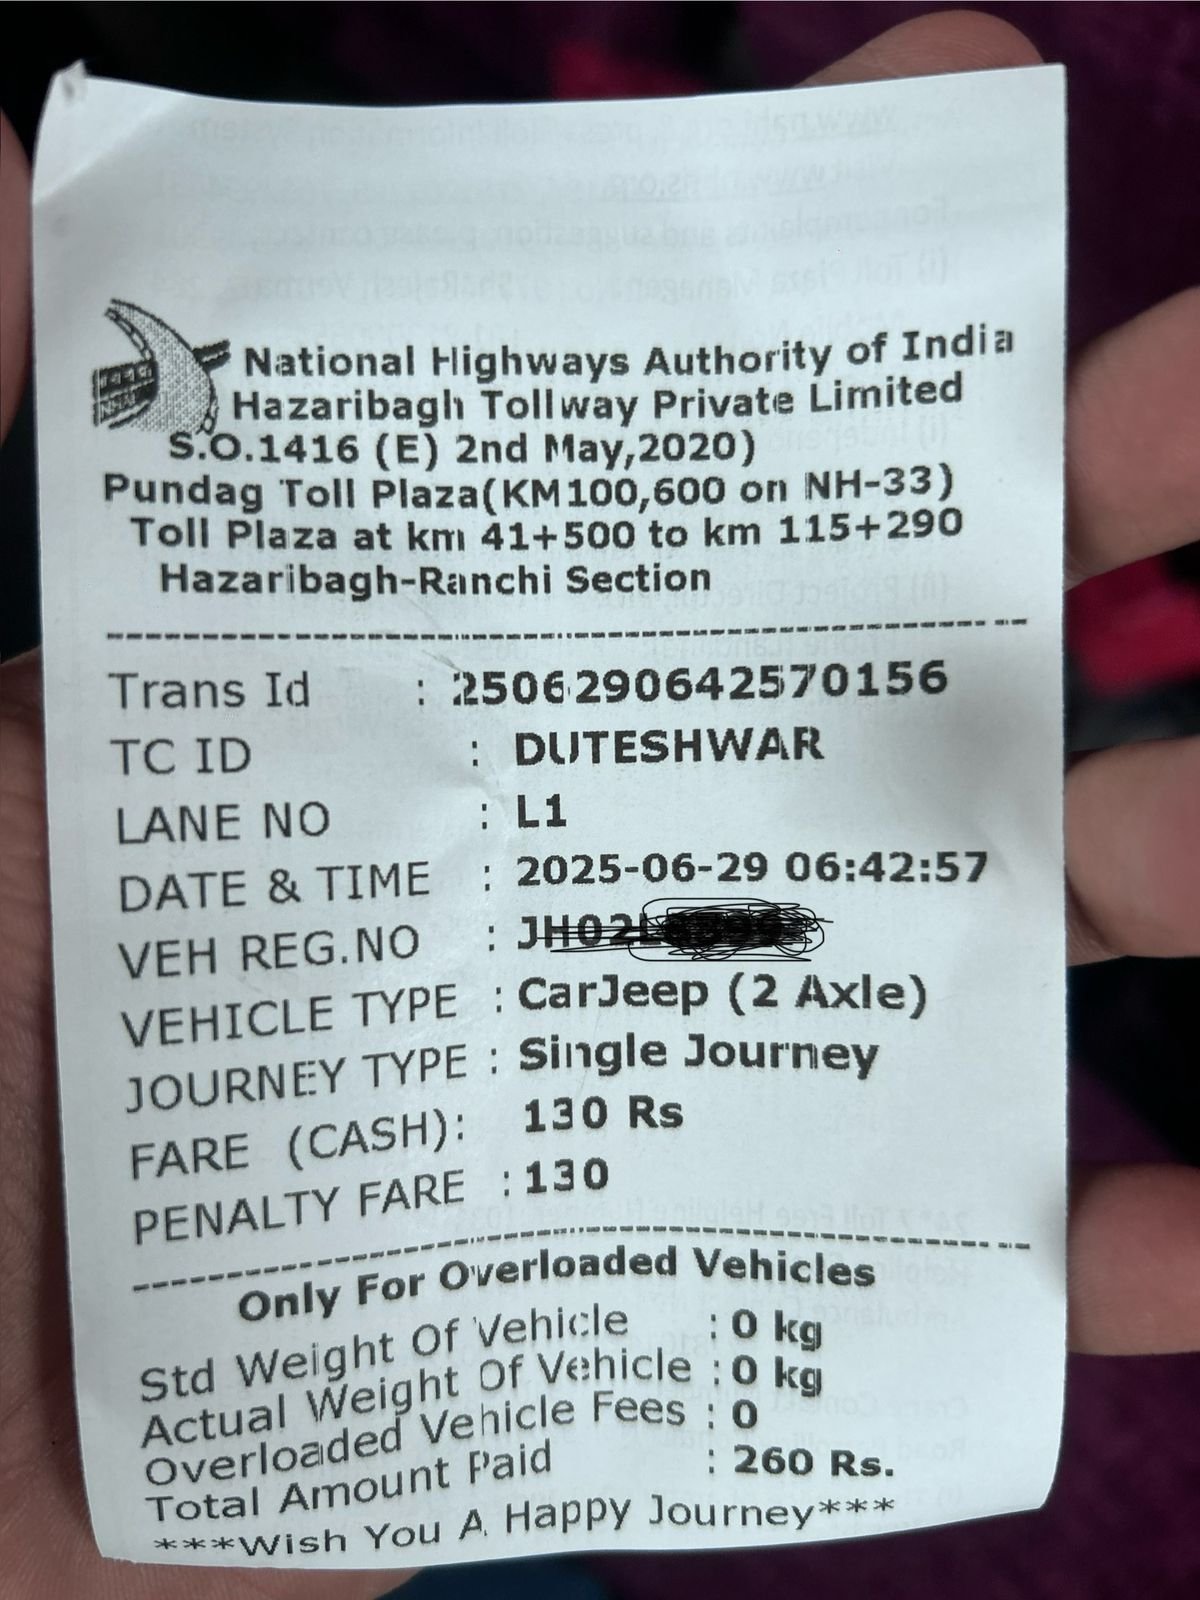 National Highways Authority of India
Hazaribagh Tollway Private Limited
S.O.1416 (E) 2nd May,2020)
Pundag Toll Plaza(KM100,600 on NH-33)
Toll Plaza at km 41+500 to km 115+290
Hazaribagh-Ranchi Section
Trans Id : 2506290642570156
TC ID : DUTESHWAR
LANE NO : L1
DATE & TIME : 2025-06-29 06:42:57
VEH REG.NO :
VEHICLE TYPE : CarJeep (2 Axle)
JOURNEY TYPE : Single Journey
FARE (CASH): 130 Rs
PENALTY FARE : 130
Only For Overloaded Vehicles
Std Weight Of Vehicle : 0 kg
Actual Weight Of Vehicle : 0 kg
Overloaded Vehicle Fees : 0
Total Amount Paid : 260 Rs.
***Wish You A Happy Journey***